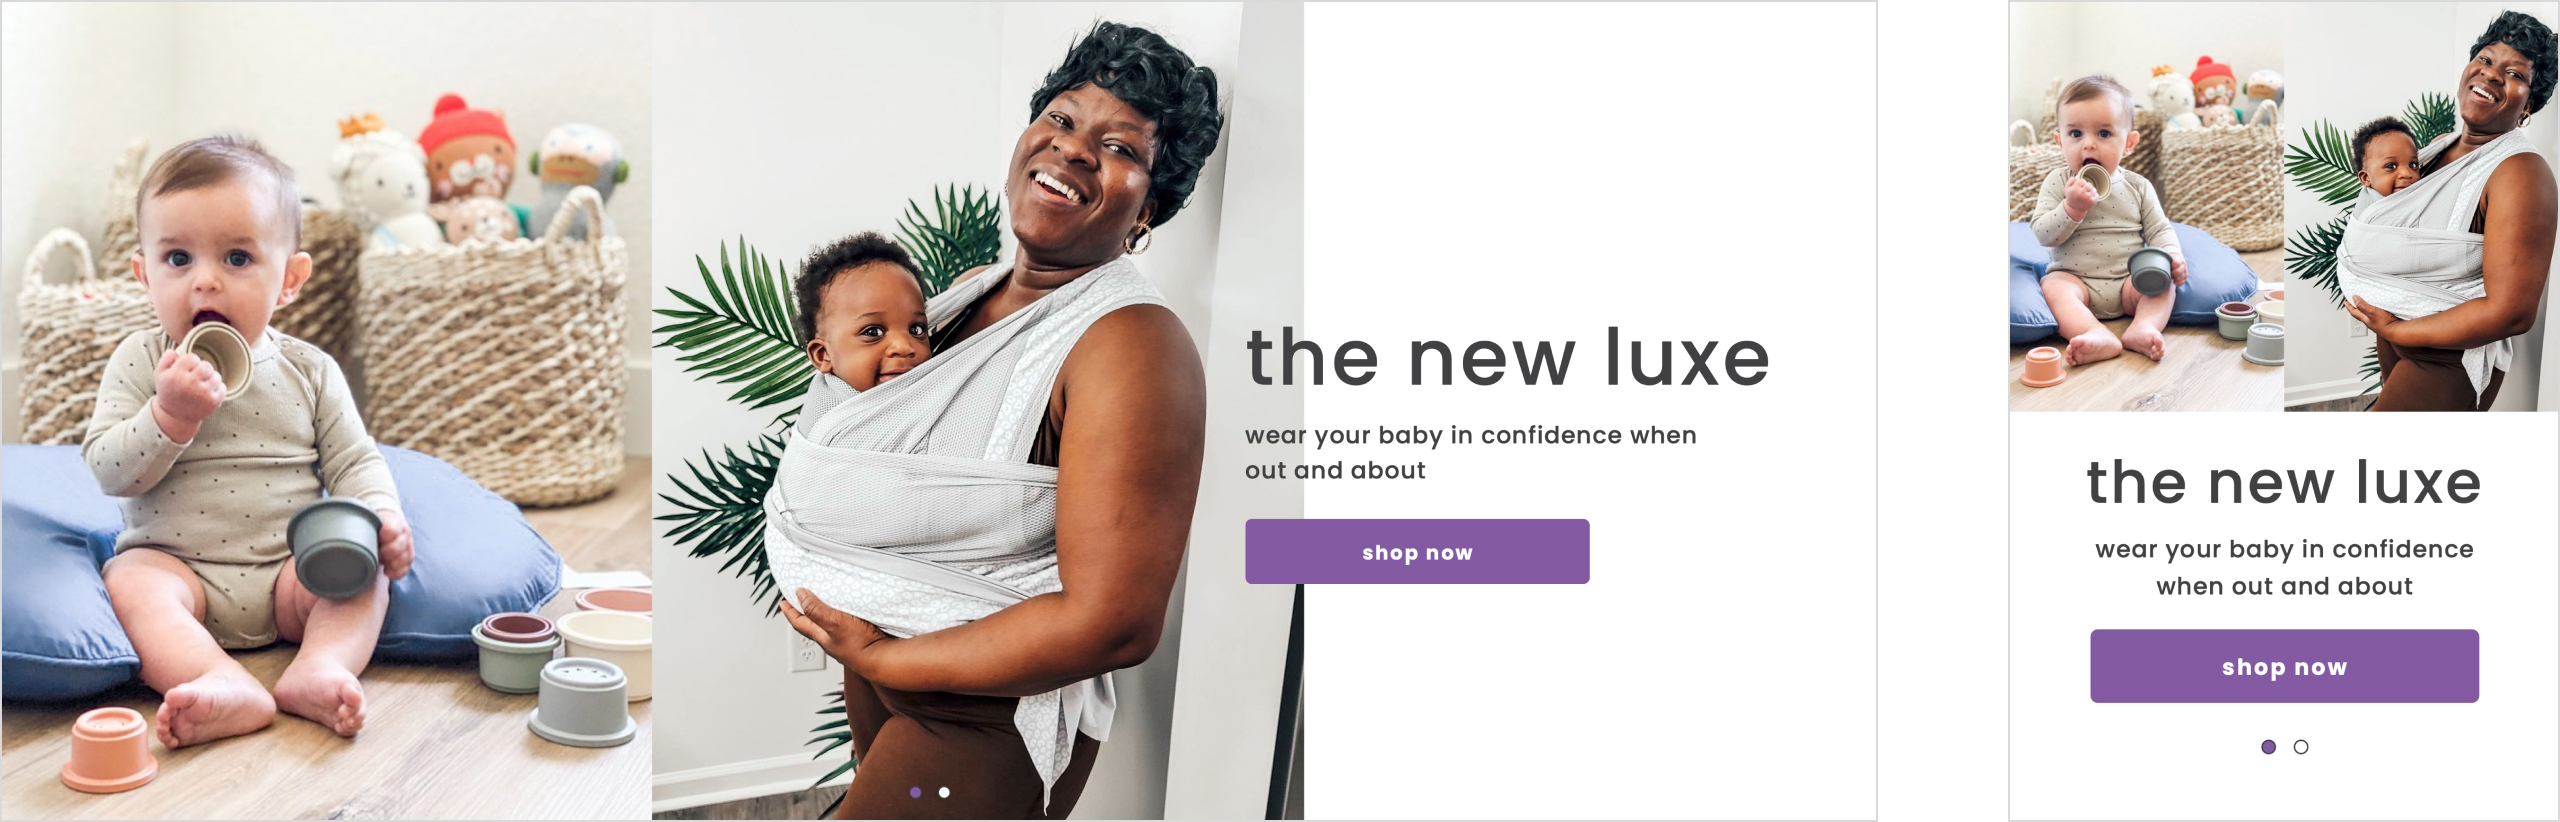 the new luxe
wear your baby in confidence when
out and about
shop now
the new luxe
wear your baby in confidence
when out and about
shop now